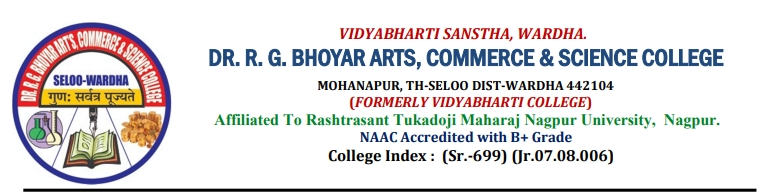 DR. R. G. BHOYAR ARTS, COMMERCE & SCIENCE COLLEGE
SELOO-WARDHA
गुण: सर्वत्र पूज्यते
VIDYABHARTI SANSTHA, WARDHA.
DR. R. G. BHOYAR ARTS, COMMERCE & SCIENCE COLLEGE
MOHANAPUR, TH-SELOO DIST-WARDHA 442104
(FORMERLY VIDYABHARTI COLLEGE)
Affiliated To Rashtrasant Tukadoji Maharaj Nagpur University, Nagpur.
NAAC Accredited with B+ Grade
College Index : (Sr.-699) (Jr.07.08.006)